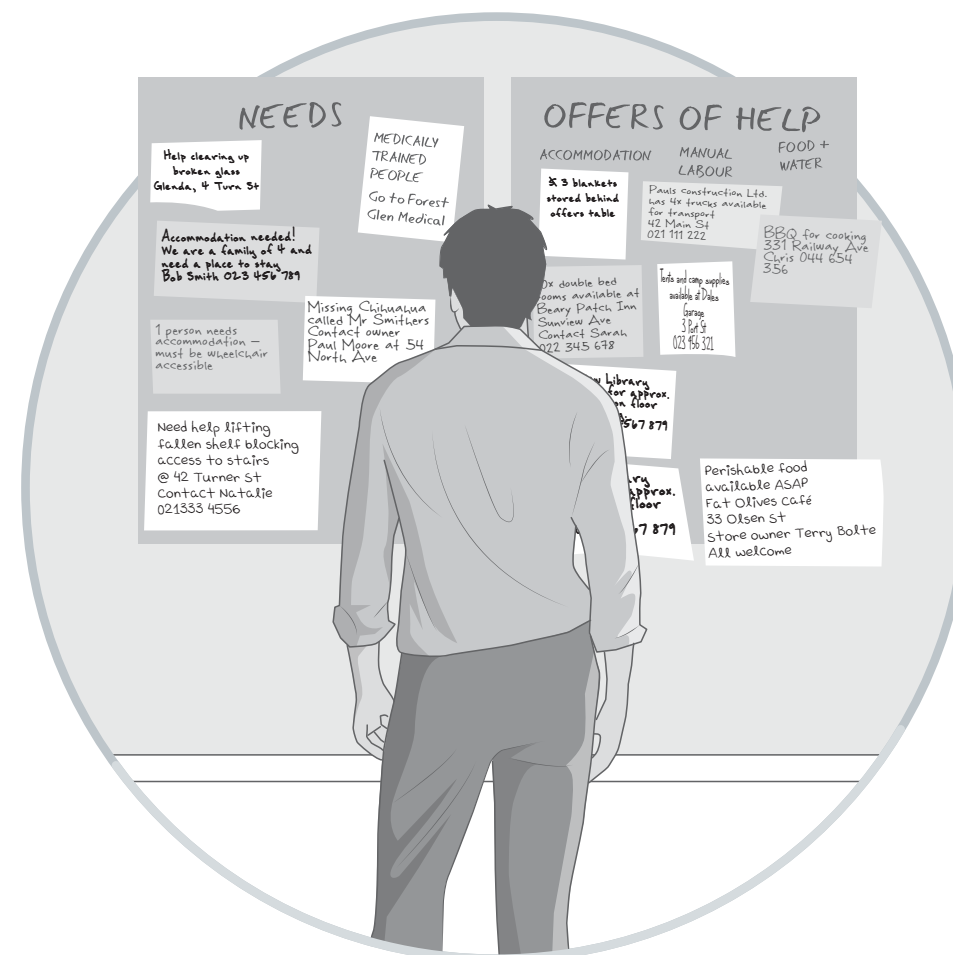 NEEDS
Help clearing up
broken glass
Glenda, 4 Turn St
MEDICAILY
TRAINED
PEOPLE
Go to Forest
Glen Medical
Accommodation needed!
We are a family of 4 and
need a place to stay
Bob Smith 023 456 789
Missing Chihuahua
called Mr Smithers
Contact owner
Paul Moore at 54
North Ave
1 person needs
accommodation –
must be wheelchair
accessible
Need help lifting
fallen shelf blocking
access to stairs
@ 42 Turner St
Contact Natalie
021333 4556
OFFERS OF HELP
ACCOMMODATION
MANUAL
LABOUR
FOOD +
WATER
3 blankets
stored behind
offers table
Pauls construction Ltd.
has 4x trucks available
for transport
42 Main St
021 111 222
BBQ for cooking
331 Railway Ave
Chris 044 654
356
0x double bed
ooms available at
Beary Patch Inn
Sunview Ave
Contact Sarah
022 345 678
Tents and camp supplies
available at Dales
Garage
3 Port St
023 456 321
w Library
for approx.
on floor
567 879
ary
approx.
floor
67 879
Perishable food
available ASAP
Fat Olives Café
33 Olsen St
Store owner Terry Bolte
All welcome